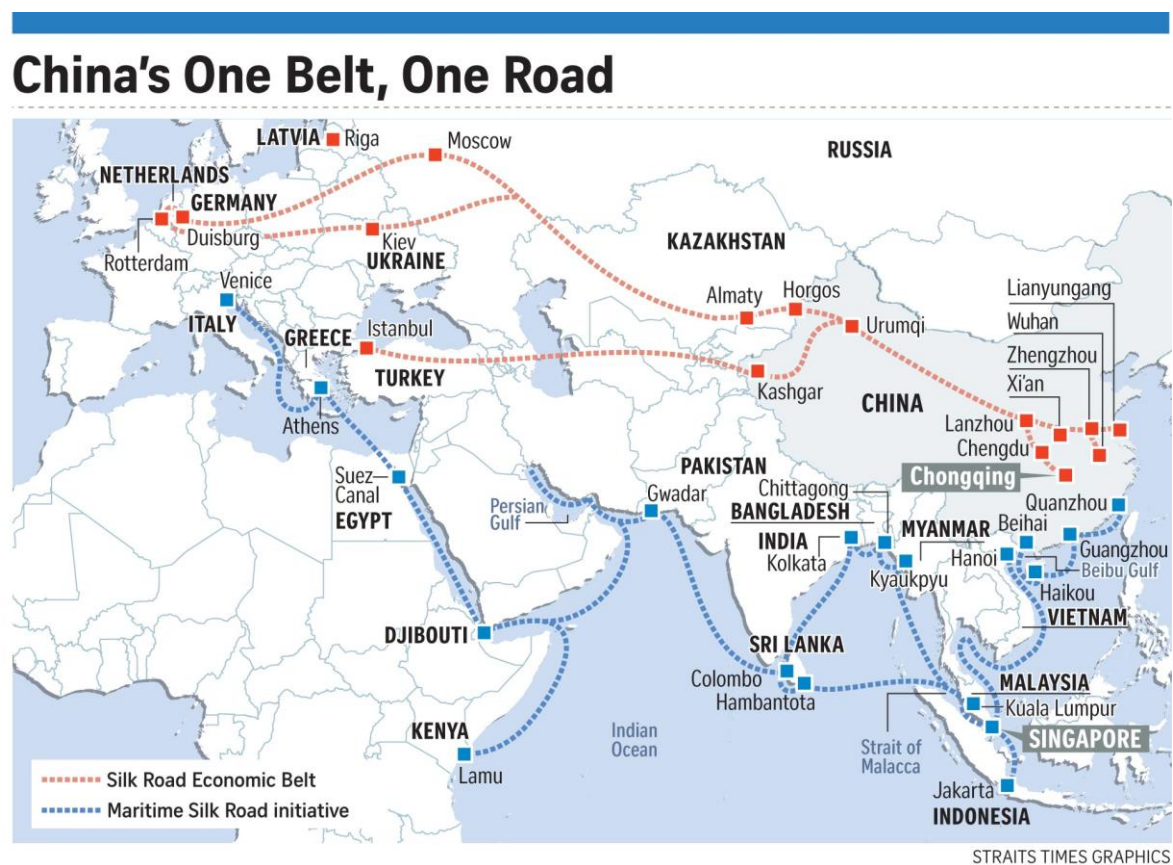 China's One Belt, One Road
LATVIA
Riga
Moscow
RUSSIA
NETHERLANDS
GERMANY
Duisburg
Rotterdam
Kiev
UKRAINE
KAZAKHSTAN
Venice
ITALY
GREECE
Istanbul
TURKEY
Athens
Almaty
Horgos
Urumqi
Kashgar
Lianyungang
Wuhan
Zhengzhou
Xi'an
CHINA
Lanzhou
Chengdu
Chongqing
Suez
Canal
EGYPT
Persian
Gulf
PAKISTAN
Gwadar
Chittagong
BANGLADESH
INDIA
Kolkata
MYANMAR
Kyaukpyu
Quanzhou
Beihai
Hanoi
Guangzhou
Beibu Gulf
Haikou
VIETNAM
DJIBOUTI
SRI LANKA
Colombo
Hambantota
MALAYSIA
Kuala Lumpur
SINGAPORE
KENYA
Lamu
Indian
Ocean
Strait of
Malacca
Jakarta
INDONESIA
Silk Road Economic Belt
Maritime Silk Road initiative
STRAITS TIMES GRAPHICS